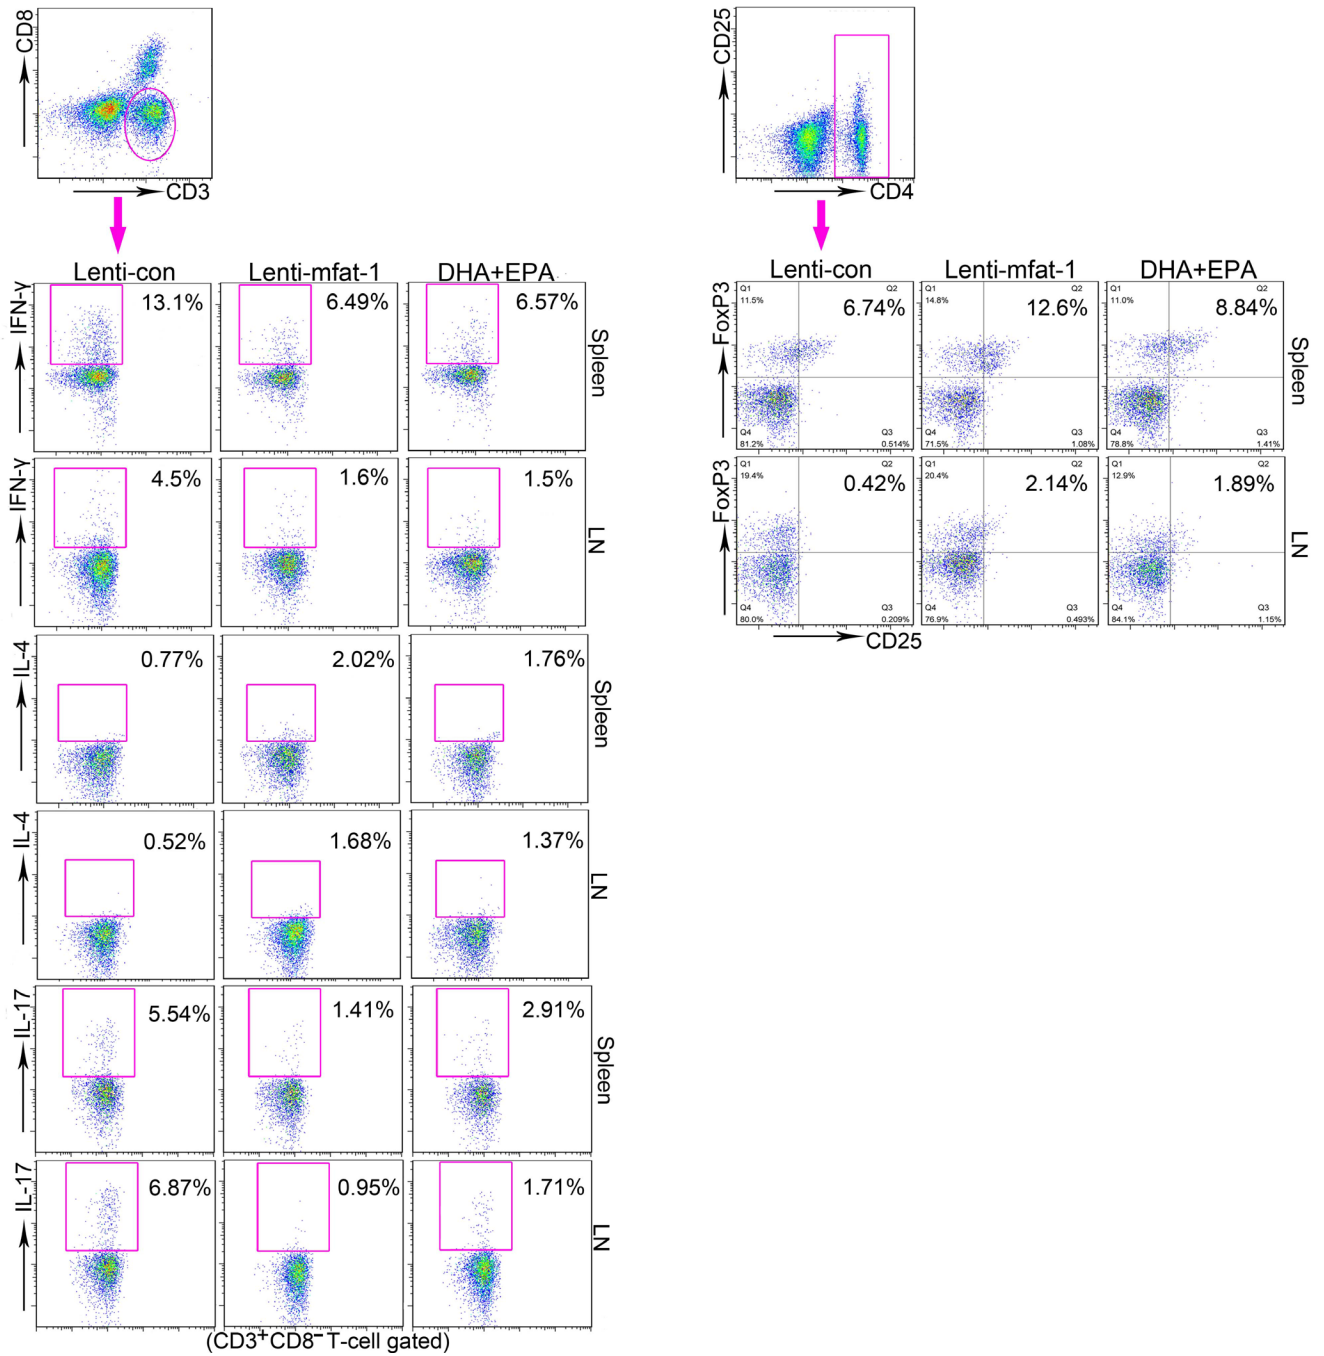 CD8
CD3
CD25
CD4
Lenti-con Lenti-mfat-1 DHA+EPA
IFN-γ 13.1% 6.49% 6.57% Spleen
IFN-γ 4.5% 1.6% 1.5% LN
IL-4 0.77% 2.02% 1.76% Spleen
IL-4 0.52% 1.68% 1.37% LN
IL-17 5.54% 1.41% 2.91% Spleen
IL-17 6.87% 0.95% 1.71% LN
(CD3+CD8− T-cell gated)
Lenti-con Lenti-mfat-1 DHA+EPA
Q1 Q2 Q1 Q2 Q1 Q2
11.5% 14.8% 11.0%
FoxP3 6.74% 12.6% 8.84% Spleen
Q4 Q3 Q4 Q3 Q4 Q3
81.2% 0.514% 71.5% 1.08% 78.8% 1.41%
Q1 Q2 Q1 Q2 Q1 Q2
19.4% 20.4% 12.9%
FoxP3 0.42% 2.14% 1.89% LN
Q4 Q3 Q4 Q3 Q4 Q3
80.0% 0.209% 76.9% 0.493% 84.1% 1.15%
CD25